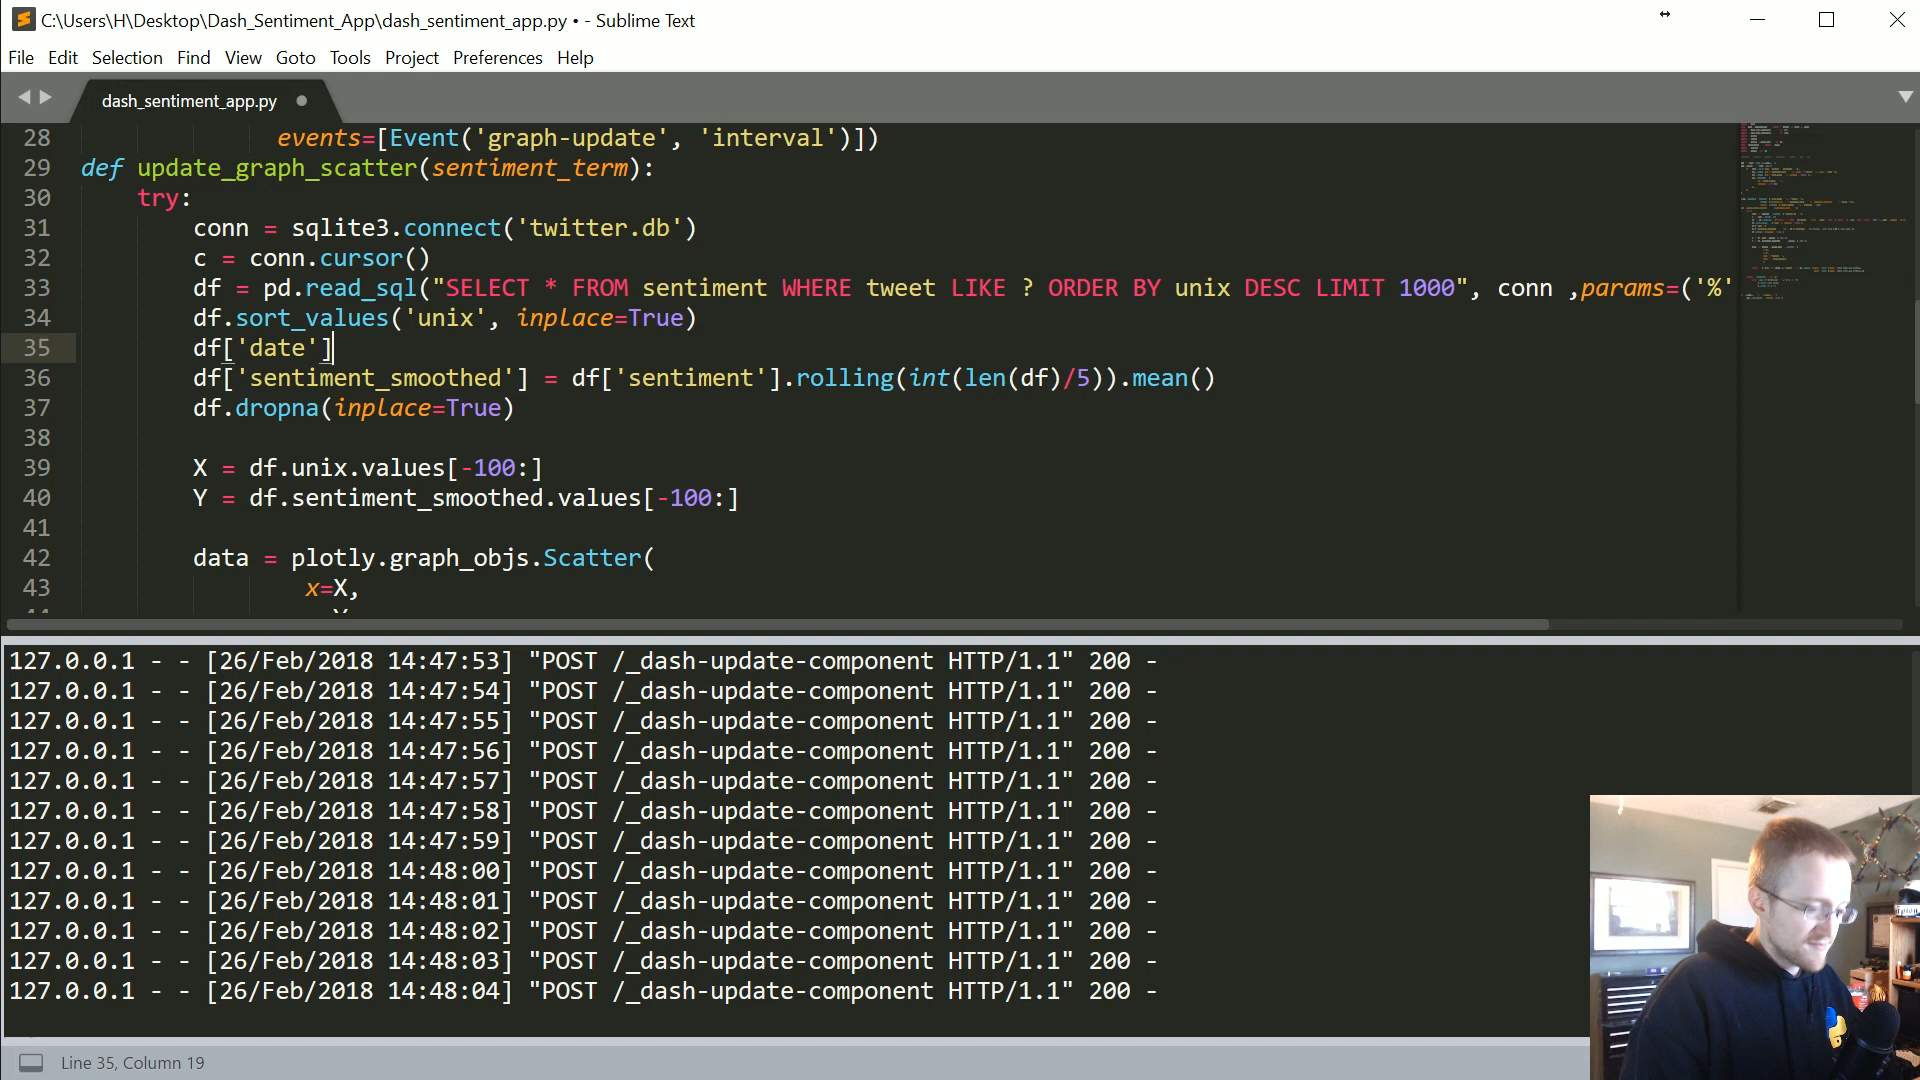 C:\Users\H\Desktop\Dash_Sentiment_App\dash_sentiment_app.py • - Sublime Text
File Edit Selection Find View Goto Tools Project Preferences Help
dash_sentiment_app.py
28 events=[Event('graph-update', 'interval')])
29 def update_graph_scatter(sentiment_term):
30 try:
31 conn = sqlite3.connect('twitter.db')
32 c = conn.cursor()
33 df = pd.read_sql("SELECT * FROM sentiment WHERE tweet LIKE ? ORDER BY unix DESC LIMIT 1000", conn ,params=('%'
34 df.sort_values('unix', inplace=True)
35 df['date']
36 df['sentiment_smoothed'] = df['sentiment'].rolling(int(len(df)/5)).mean()
37 df.dropna(inplace=True)
38
39 X = df.unix.values[-100:]
40 Y = df.sentiment_smoothed.values[-100:]
41
42 data = plotly.graph_objs.Scatter(
43 x=X,
127.0.0.1 - - [26/Feb/2018 14:47:53] "POST /_dash-update-component HTTP/1.1" 200 -
127.0.0.1 - - [26/Feb/2018 14:47:54] "POST /_dash-update-component HTTP/1.1" 200 -
127.0.0.1 - - [26/Feb/2018 14:47:55] "POST /_dash-update-component HTTP/1.1" 200 -
127.0.0.1 - - [26/Feb/2018 14:47:56] "POST /_dash-update-component HTTP/1.1" 200 -
127.0.0.1 - - [26/Feb/2018 14:47:57] "POST /_dash-update-component HTTP/1.1" 200 -
127.0.0.1 - - [26/Feb/2018 14:47:58] "POST /_dash-update-component HTTP/1.1" 200 -
127.0.0.1 - - [26/Feb/2018 14:47:59] "POST /_dash-update-component HTTP/1.1" 200 -
127.0.0.1 - - [26/Feb/2018 14:48:00] "POST /_dash-update-component HTTP/1.1" 200 -
127.0.0.1 - - [26/Feb/2018 14:48:01] "POST /_dash-update-component HTTP/1.1" 200 -
127.0.0.1 - - [26/Feb/2018 14:48:02] "POST /_dash-update-component HTTP/1.1" 200 -
127.0.0.1 - - [26/Feb/2018 14:48:03] "POST /_dash-update-component HTTP/1.1" 200 -
127.0.0.1 - - [26/Feb/2018 14:48:04] "POST /_dash-update-component HTTP/1.1" 200 -
Line 35, Column 19